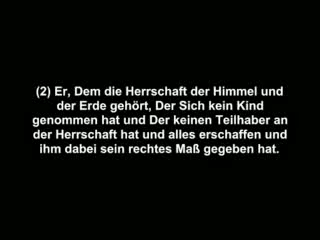 (2) Er, Dem die Herrschaft der Himmel und
der Erde gehört, Der Sich kein Kind
genommen hat und Der keinen Teilhaber an
der Herrschaft hat und alles erschaffen und
ihm dabei sein rechtes Maß gegeben hat.